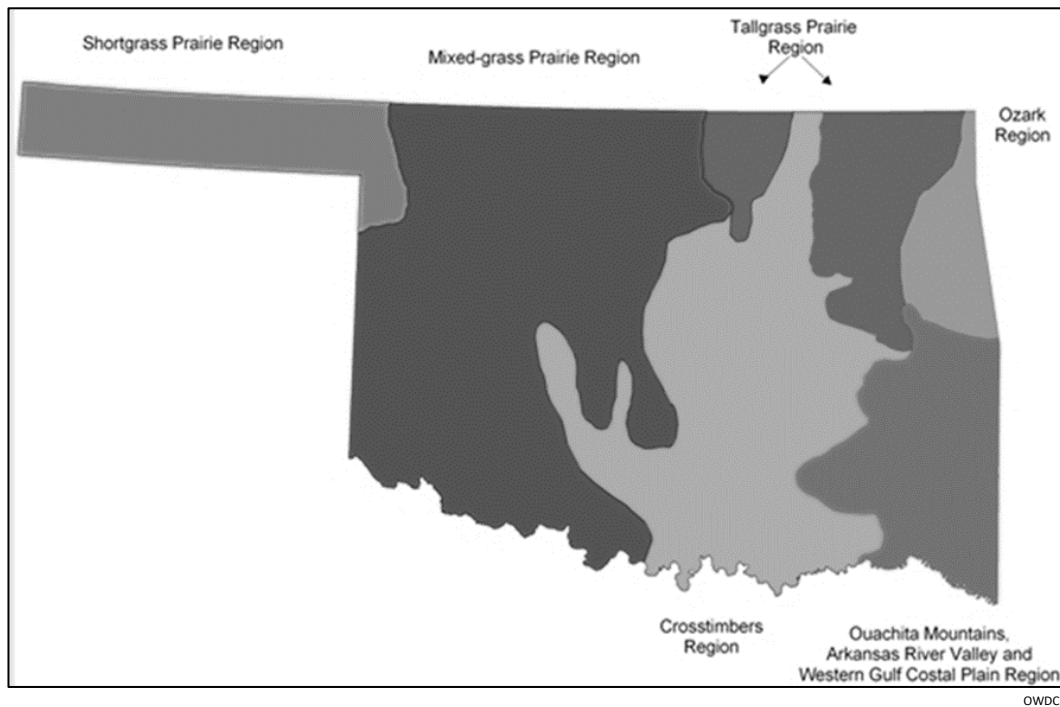 Shortgrass Prairie Region
Mixed-grass Prairie Region
Tallgrass Prairie
Region
Ozark
Region
Crosstimbers
Region
Ouachita Mountains,
Arkansas River Valley and
Western Gulf Costal Plain Region
OWDC